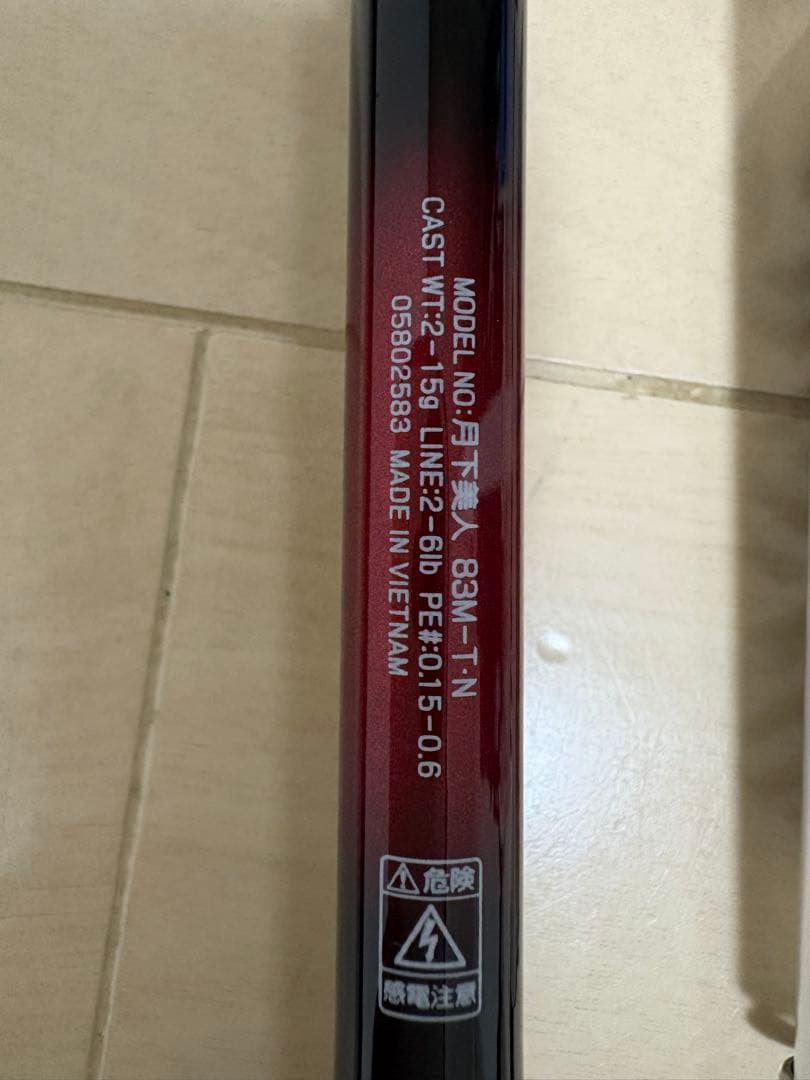 MODEL NO:月下美人 83M-T·N
CAST WT:2-15g LINE:2-6lb PE#:0.15-0.6
05802583 MADE IN VIETNAM
危険
感電注意